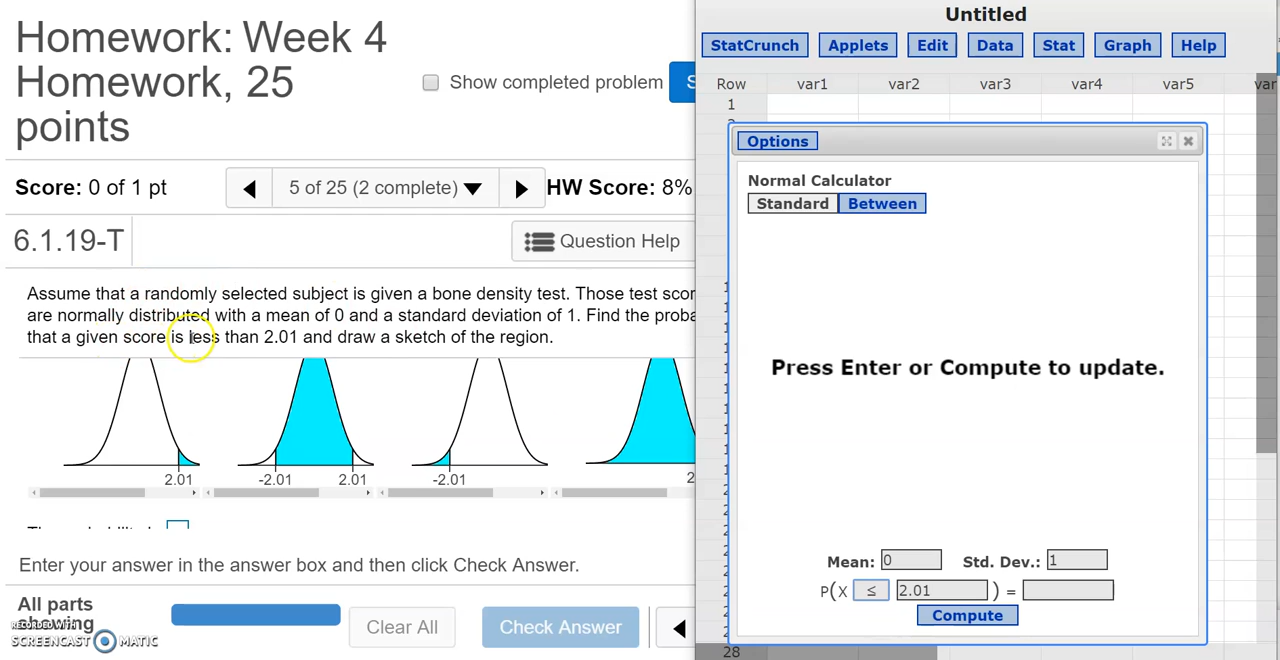 Homework: Week 4
Homework, 25
points
Show completed problem
S
Score: 0 of 1 pt
5 of 25 (2 complete)
HW Score: 8%
6.1.19-T
Question Help
Assume that a randomly selected subject is given a bone density test. Those test scor
are normally distributed with a mean of 0 and a standard deviation of 1. Find the proba
that a given score is less than 2.01 and draw a sketch of the region.
2.01
-2.01 2.01
-2.01
2
Enter your answer in the answer box and then click Check Answer.
All parts
showing
Clear All
Check Answer
RECORDED WITH
SCREENCAST MATIC
Untitled
StatCrunch Applets Edit Data Stat Graph Help
Row var1 var2 var3 var4 var5 var
1
Options
Normal Calculator
Standard Between
Press Enter or Compute to update.
Mean: 0 Std. Dev.: 1
P(X ≤ 2.01 ) =
Compute
28